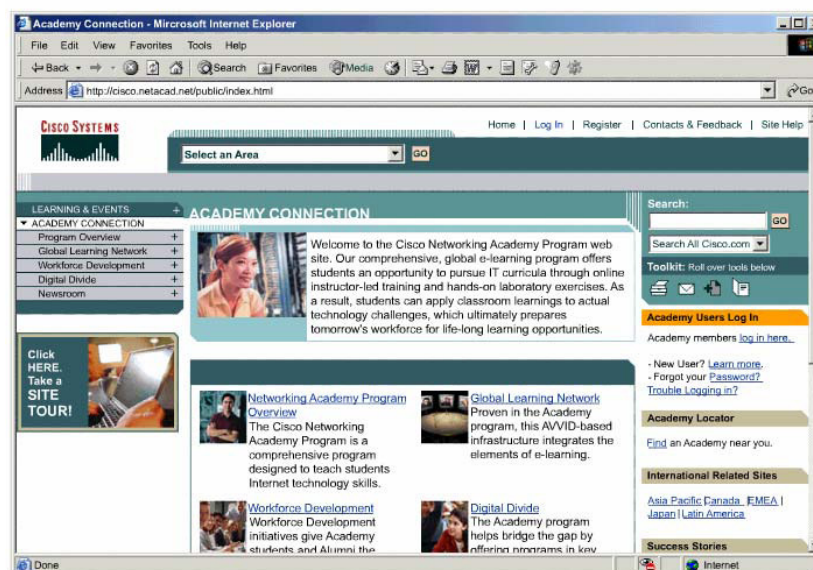 Academy Connection - Mircrosoft Internet Explorer
File Edit View Favorites Tools Help
Back Search Favorites Media
Address http://cisco.netacad.net/public/index.html Go
CISCO SYSTEMS
Home | Log In | Register | Contacts & Feedback | Site Help
Select an Area GO
LEARNING & EVENTS +
ACADEMY CONNECTION
Program Overview +
Global Learning Network +
Workforce Development +
Digital Divide +
Newsroom +
Click
HERE.
Take a
SITE
TOUR!
ACADEMY CONNECTION
Welcome to the Cisco Networking Academy Program web
site. Our comprehensive, global e-learning program offers
students an opportunity to pursue IT curricula through online
instructor-led training and hands-on laboratory exercises. As
a result, students can apply classroom learnings to actual
technology challenges, which ultimately prepares
tomorrow's workforce for life-long learning opportunities.
Networking Academy Program
Overview
The Cisco Networking
Academy Program is a
comprehensive program
designed to teach students
Internet technology skills.
Global Learning Network
Proven in the Academy
program, this AVVID-based
infrastructure integrates the
elements of e-learning.
Workforce Development
Workforce Development
initiatives give Academy
students and Alumni the
Digital Divide
The Academy program
helps bridge the gap by
offering programs in key
Search:
GO
Search All Cisco.com
Toolkit: Roll over tools below
Academy Users Log In
Academy members log in here.
- New User? Learn more.
- Forgot your Password?
Trouble Logging in?
Academy Locator
Find an Academy near you.
International Related Sites
Asia Pacific | Canada | EMEA |
Japan | Latin America
Success Stories
Done Internet